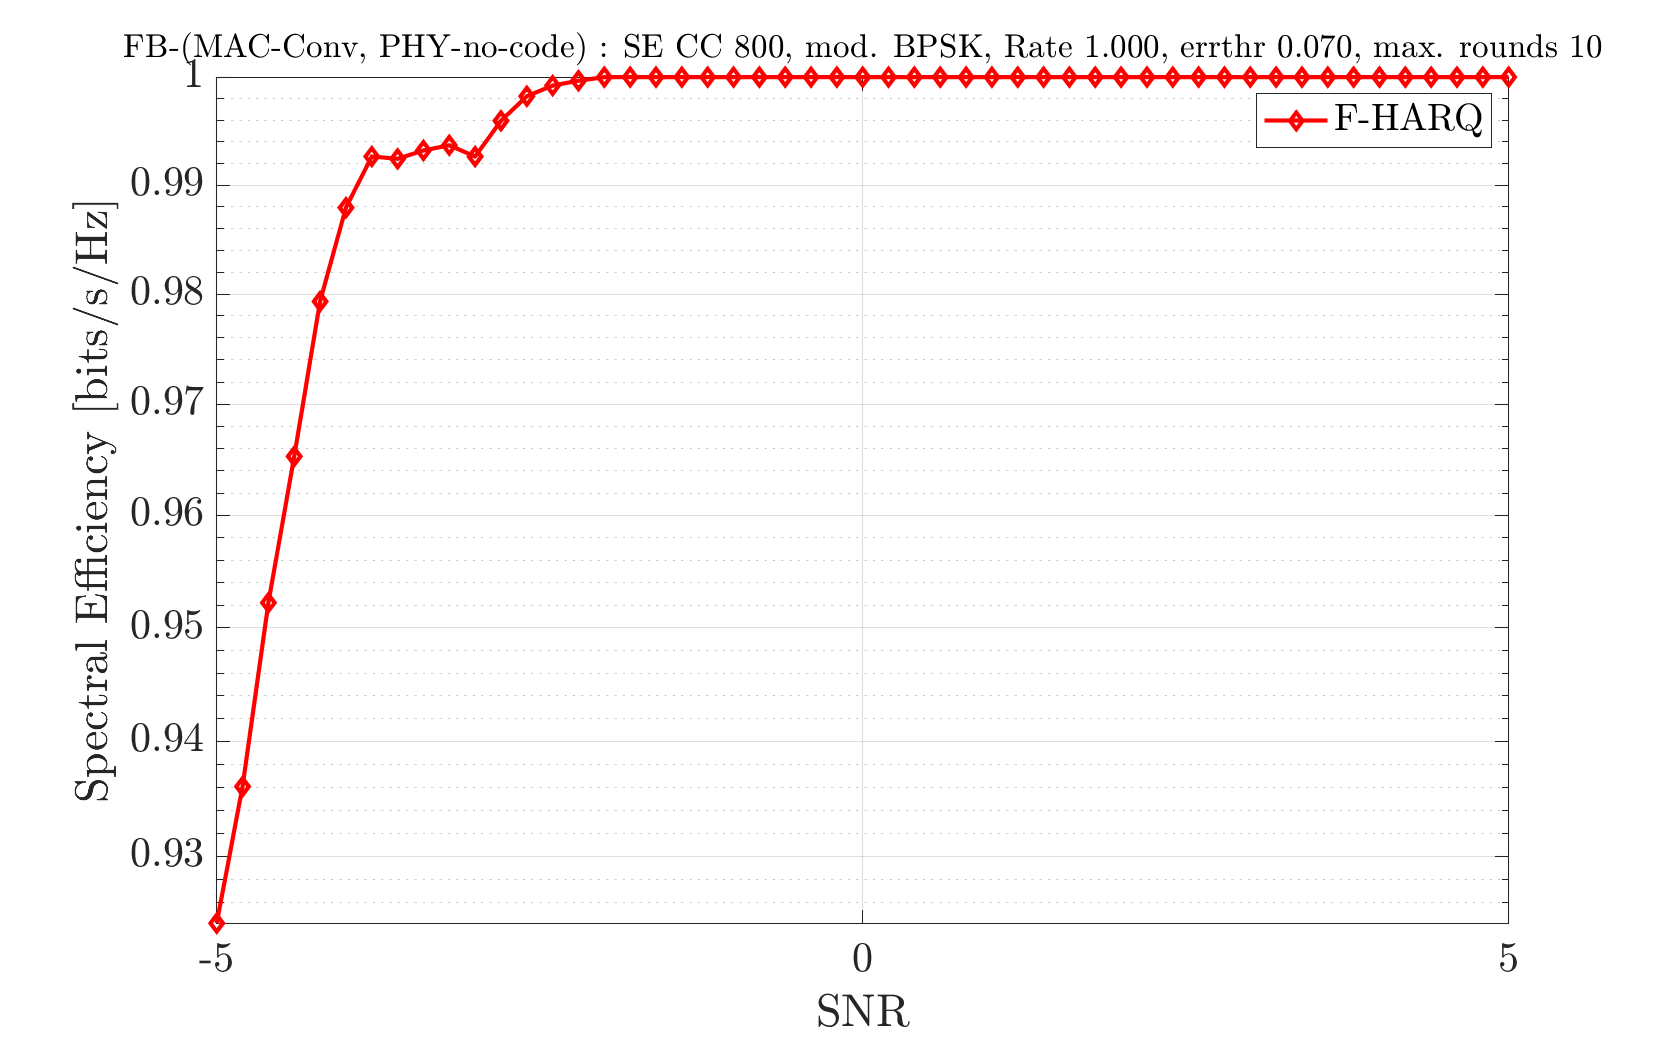 FB-(MAC-Conv, PHY-no-code) : SE CC 800, mod. BPSK, Rate 1.000, errthr 0.070, max. rounds 10
1
F-HARQ
0.99
0.98
0.97
0.96
0.95
0.94
0.93
Spectral Efficiency [bits/s/Hz]
-5
0
5
SNR